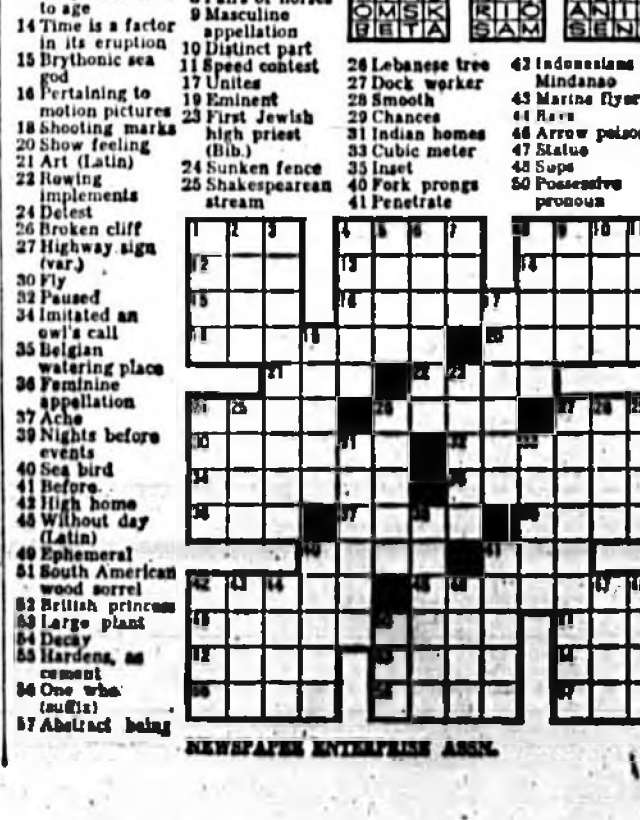 to age
14 Time is a factor
in its eruption
15 Brythonic sea
god
16 Pertaining to
motion pictures
18 Shooting marks
20 Show feeling
21 Art (Latin)
22 Rowing
implements
24 Detest
26 Broken cliff
27 Highway sign
(var.)
30 Fly
32 Paused
34 Imitated an
owl's call
35 Belgian
watering place
36 Feminine
appellation
37 Ache
39 Nights before
events
40 Sea bird
41 Before
42 High home
45 Without day
(Latin)
49 Ephemeral
51 South American
wood sorrel
52 British princess
53 Large plant
54 Decay
55 Hardens, as
cement
56 One who
(suffix)
57 Abstract being
9 Masculine
appellation
10 Distinct part
11 Speed contest
17 Unites
19 Eminent
23 First Jewish
high priest
(Bib.)
24 Sunken fence
25 Shakespearean
stream
OMSK RIO ANTI
BETA SAM SEN
26 Lebanese tree
27 Dock worker
28 Smooth
29 Chances
31 Indian homes
33 Cubic meter
35 Inset
40 Fork prongs
41 Penetrate
42 Indonesians
Mindanao
43 Marine flyer
44 Rave
46 Arrow poison
47 Statue
48 Sups
50 Possessive
pronoun
NEWSPAPER ENTERPRISE ASSN.